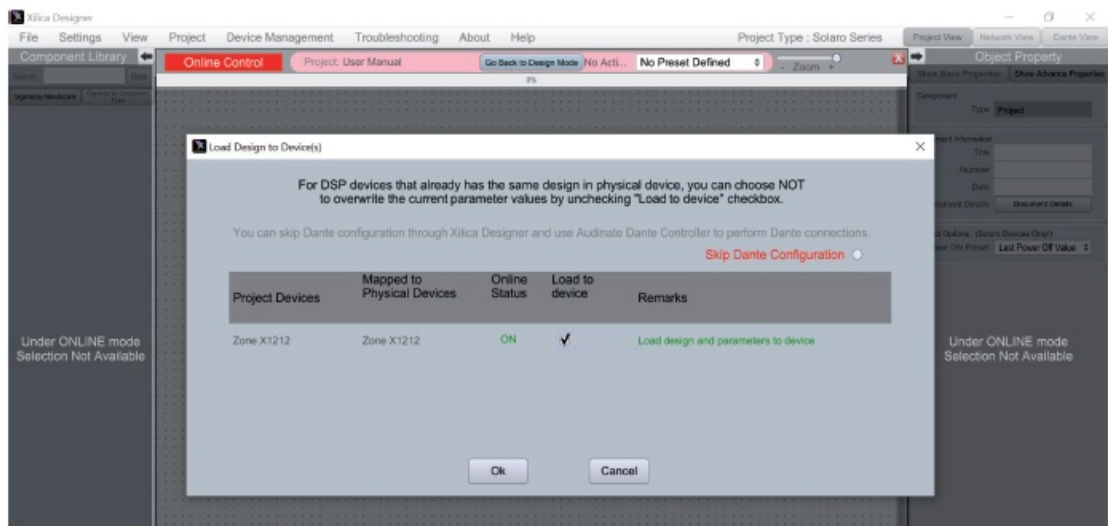 Xilica Designer
File Settings View Project Device Management Troubleshooting About Help Project Type : Solaro Series Project View Network View Dante View
Component Library Online Control Project: User Manual Go Back to Design Mode No Acti... No Preset Defined - Zoom + Object Property
Search: Show Basic Properties Show Advance Properties
0%
Component
Type Project
Load Design to Device(s)
Title
Number
Date
Document Details
For DSP devices that already has the same design in physical device, you can choose NOT
to overwrite the current parameter values by unchecking "Load to device" checkbox.
You can skip Dante configuration through Xilica Designer and use Audinate Dante Controller to perform Dante connections.
Skip Dante Configuration
Last Power Off Value
Project Devices Mapped to Physical Devices Online Status Load to device Remarks
Zone X1212 Zone X1212 ON Load design and parameters to device
Under ONLINE mode
Selection Not Available
Under ONLINE mode
Selection Not Available
Ok Cancel